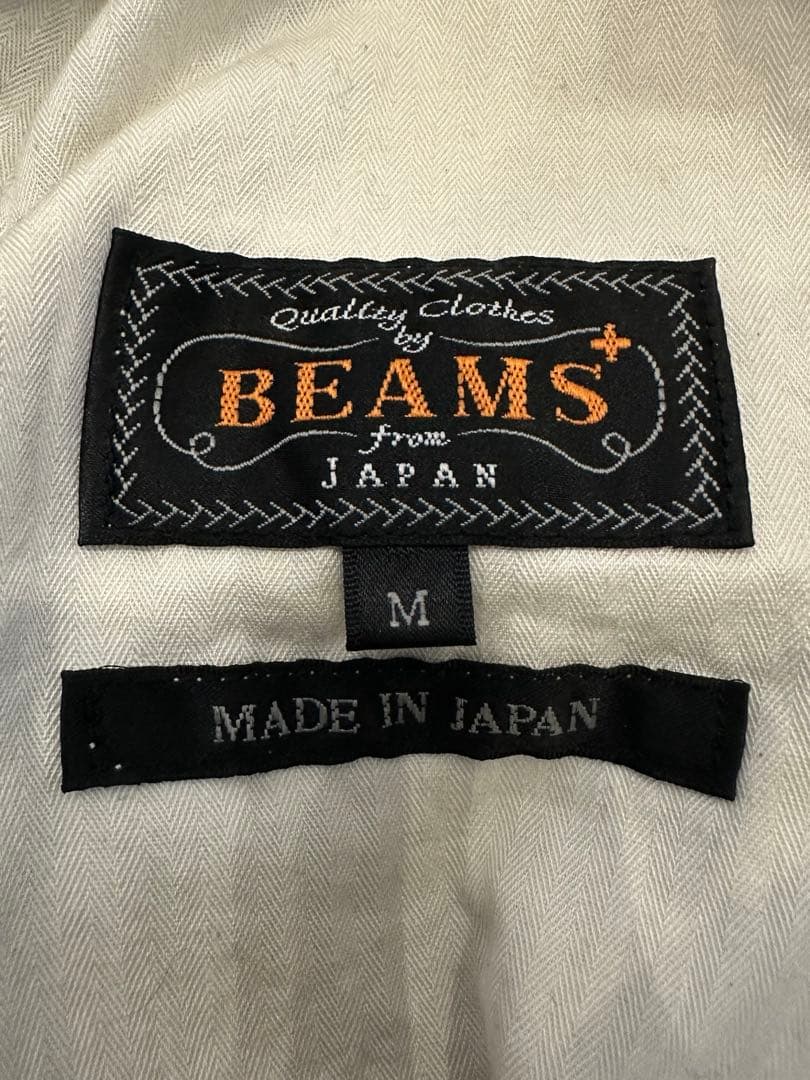 Quality Clothes
by
BEAMS+
from
JAPAN
M
MADE IN JAPAN